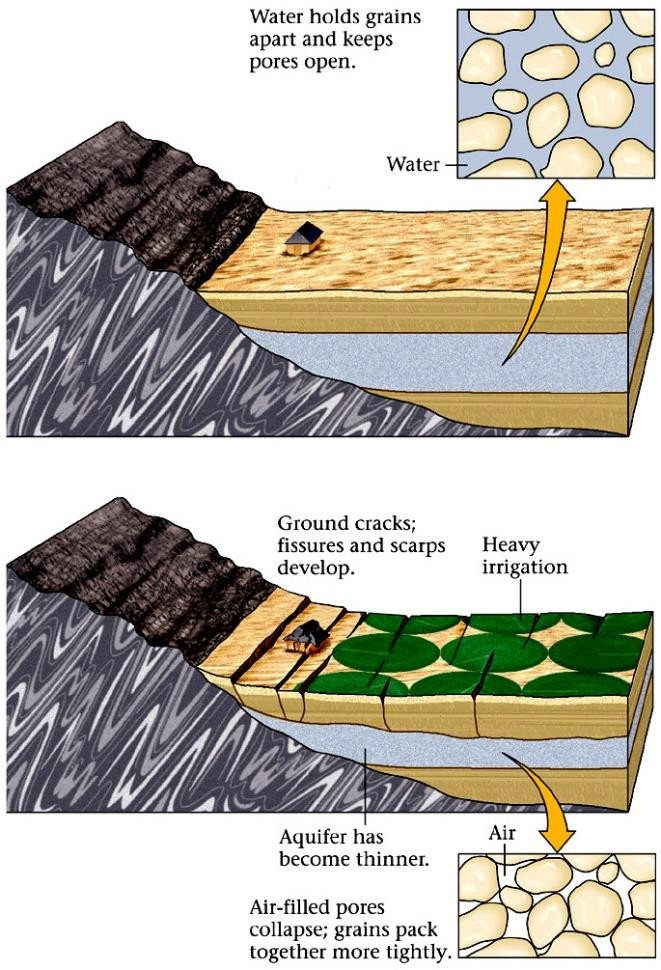 Water holds grains
apart and keeps
pores open.
Water
Ground cracks;
fissures and scarps
develop.
Heavy
irrigation
Aquifer has
become thinner.
Air
Air-filled pores
collapse; grains pack
together more tightly.